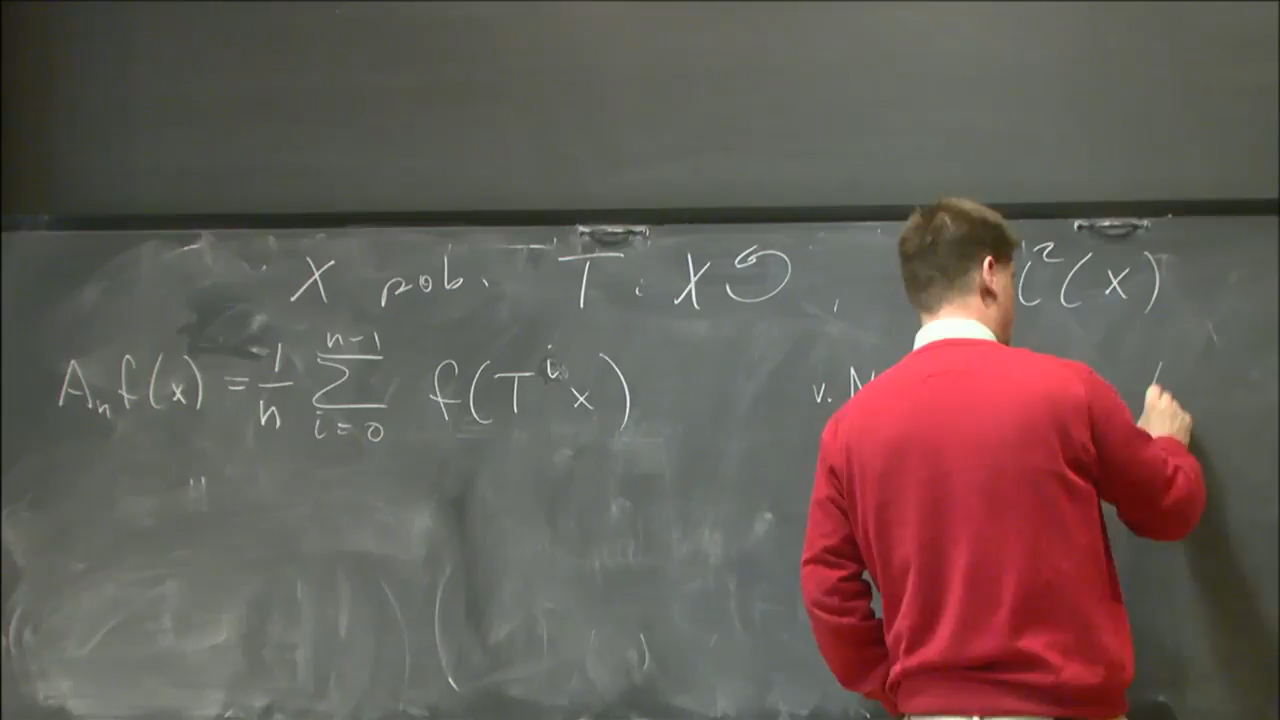 X prob. T : X ↺ , L²(X)
Aₙf(x) = 1/n ∑_{i=0}^{n-1} f(Tⁱx) v. N